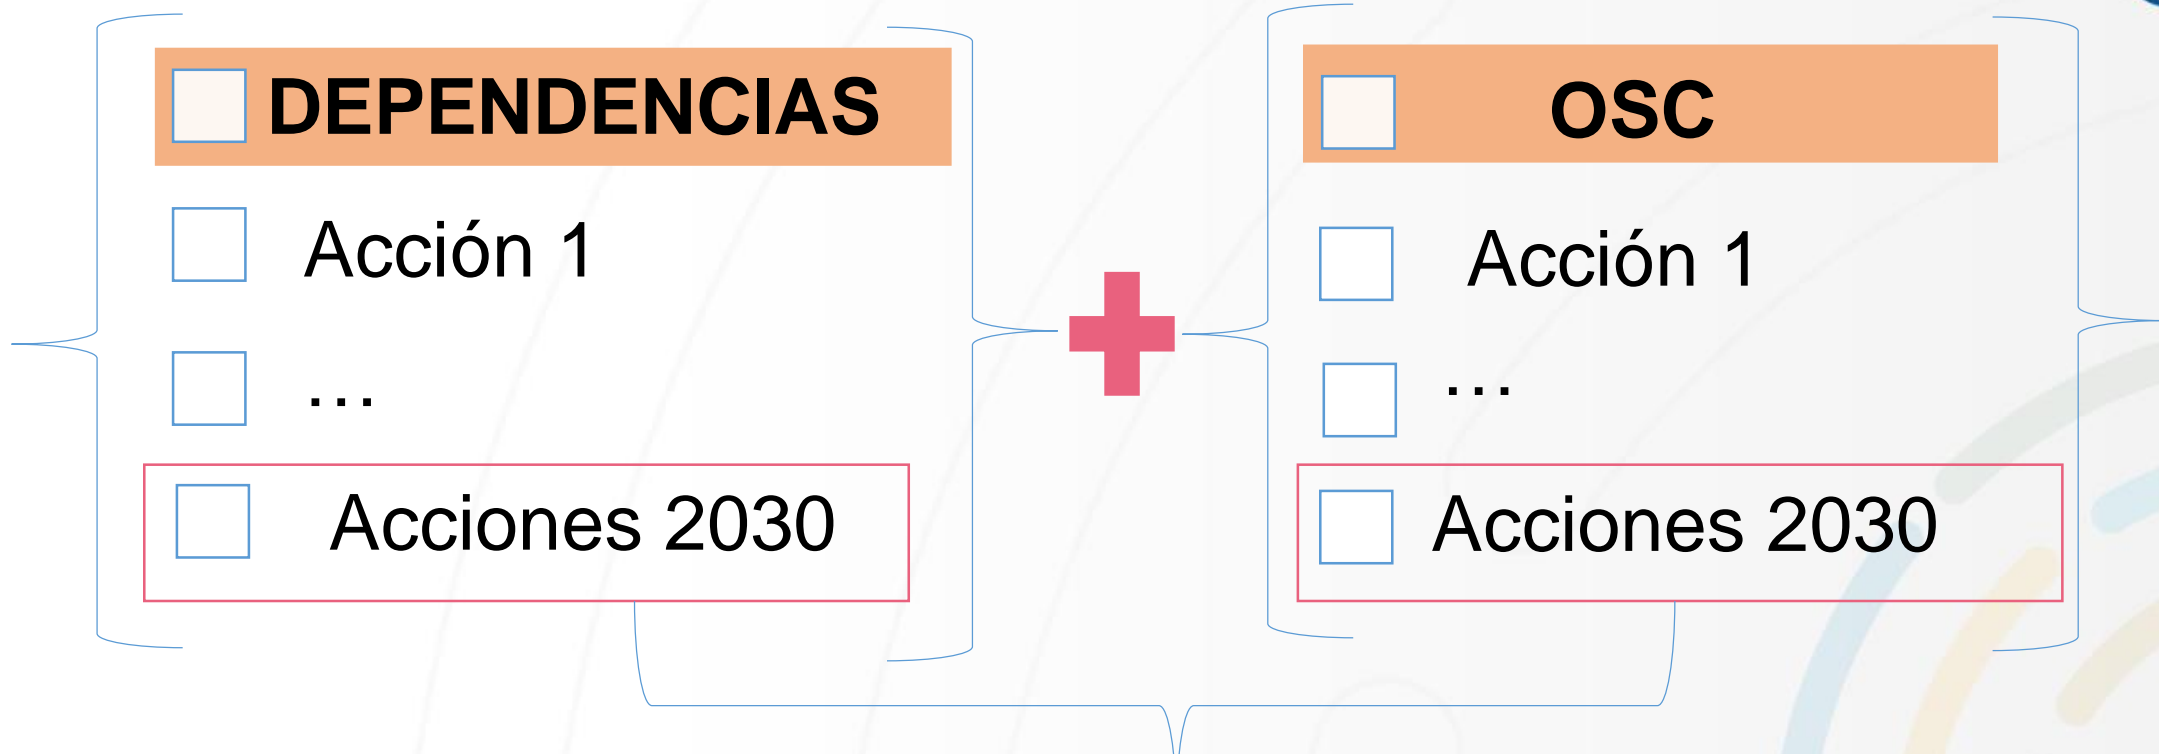 DEPENDENCIAS
Acción 1
…
Acciones 2030
OSC
Acción 1
…
Acciones 2030